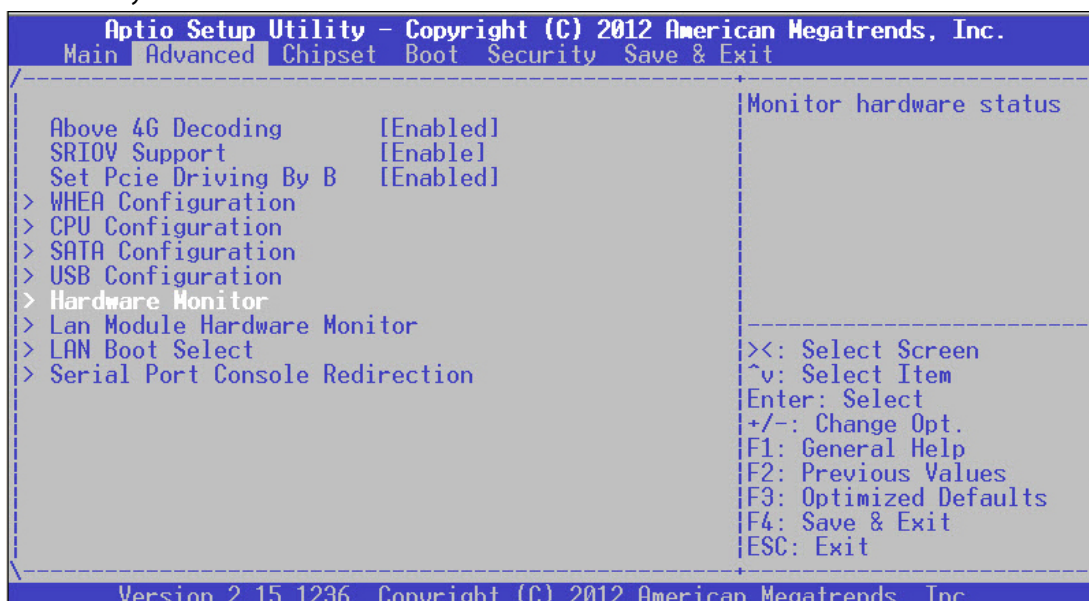 Aptio Setup Utility - Copyright (C) 2012 American Megatrends, Inc.
Main Advanced Chipset Boot Security Save & Exit
Monitor hardware status
Above 4G Decoding [Enabled]
SRIOV Support [Enable]
Set Pcie Driving By B [Enabled]
> WHEA Configuration
> CPU Configuration
> SATA Configuration
> USB Configuration
> Hardware Monitor
> Lan Module Hardware Monitor
> LAN Boot Select
> Serial Port Console Redirection
><: Select Screen
^v: Select Item
Enter: Select
+/-: Change Opt.
F1: General Help
F2: Previous Values
F3: Optimized Defaults
F4: Save & Exit
ESC: Exit
Version 2.15.1236. Copyright (C) 2012 American Megatrends, Inc.